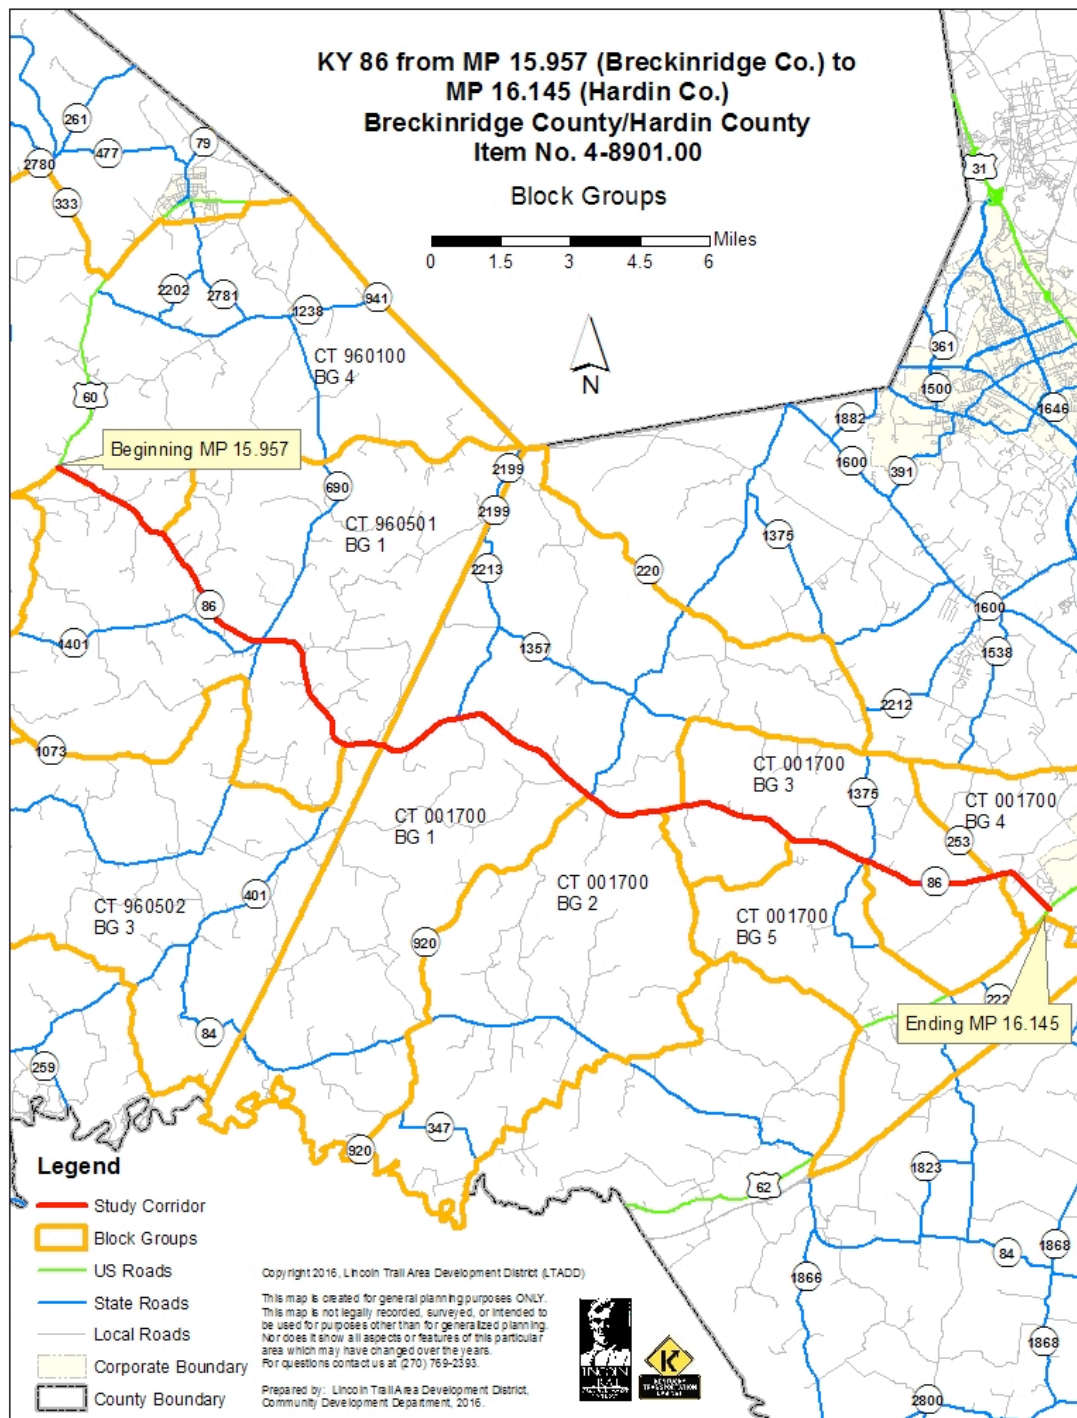 KY 86 from MP 15.957 (Breckinridge Co.) to
MP 16.145 (Hardin Co.)
Breckinridge County/Hardin County
Item No. 4-8901.00
Block Groups
Miles
0 1.5 3 4.5 6
N
261
477
79
2780
333
2202
2781
1238
941
31
361
1500
1646
CT 960100
BG 4
60
1882
1600
391
Beginning MP 15.957
690
2199
CT 960501
BG 1
2199
1375
2213
220
86
1401
1357
1600
1538
2212
1073
CT 001700
BG 3
1375
CT 001700
BG 4
CT 001700
BG 1
253
86
CT 001700
BG 2
401
CT 960502
BG 3
CT 001700
BG 5
920
222
Ending MP 16.145
84
259
347
920
62
1823
84
1868
1866
1868
2800
Legend
Study Corridor
Block Groups
US Roads
State Roads
Local Roads
Corporate Boundary
County Boundary
Copyright 2016, Lincoln Trail Area Development District (LTADD)
This map is created for general planning purposes ONLY.
This map is not legally recorded, surveyed, or intended to
be used for purposes other than for generalized planning.
Nor does it show all aspects or features of this particular
area which may have changed over the years.
For questions contact us at (270) 769-2393.
Prepared by: Lincoln Trail Area Development District,
Community Development Department, 2016.
LINCOLN
TRAIL
KENTUCKY
TRANSPORTATION
CABINET